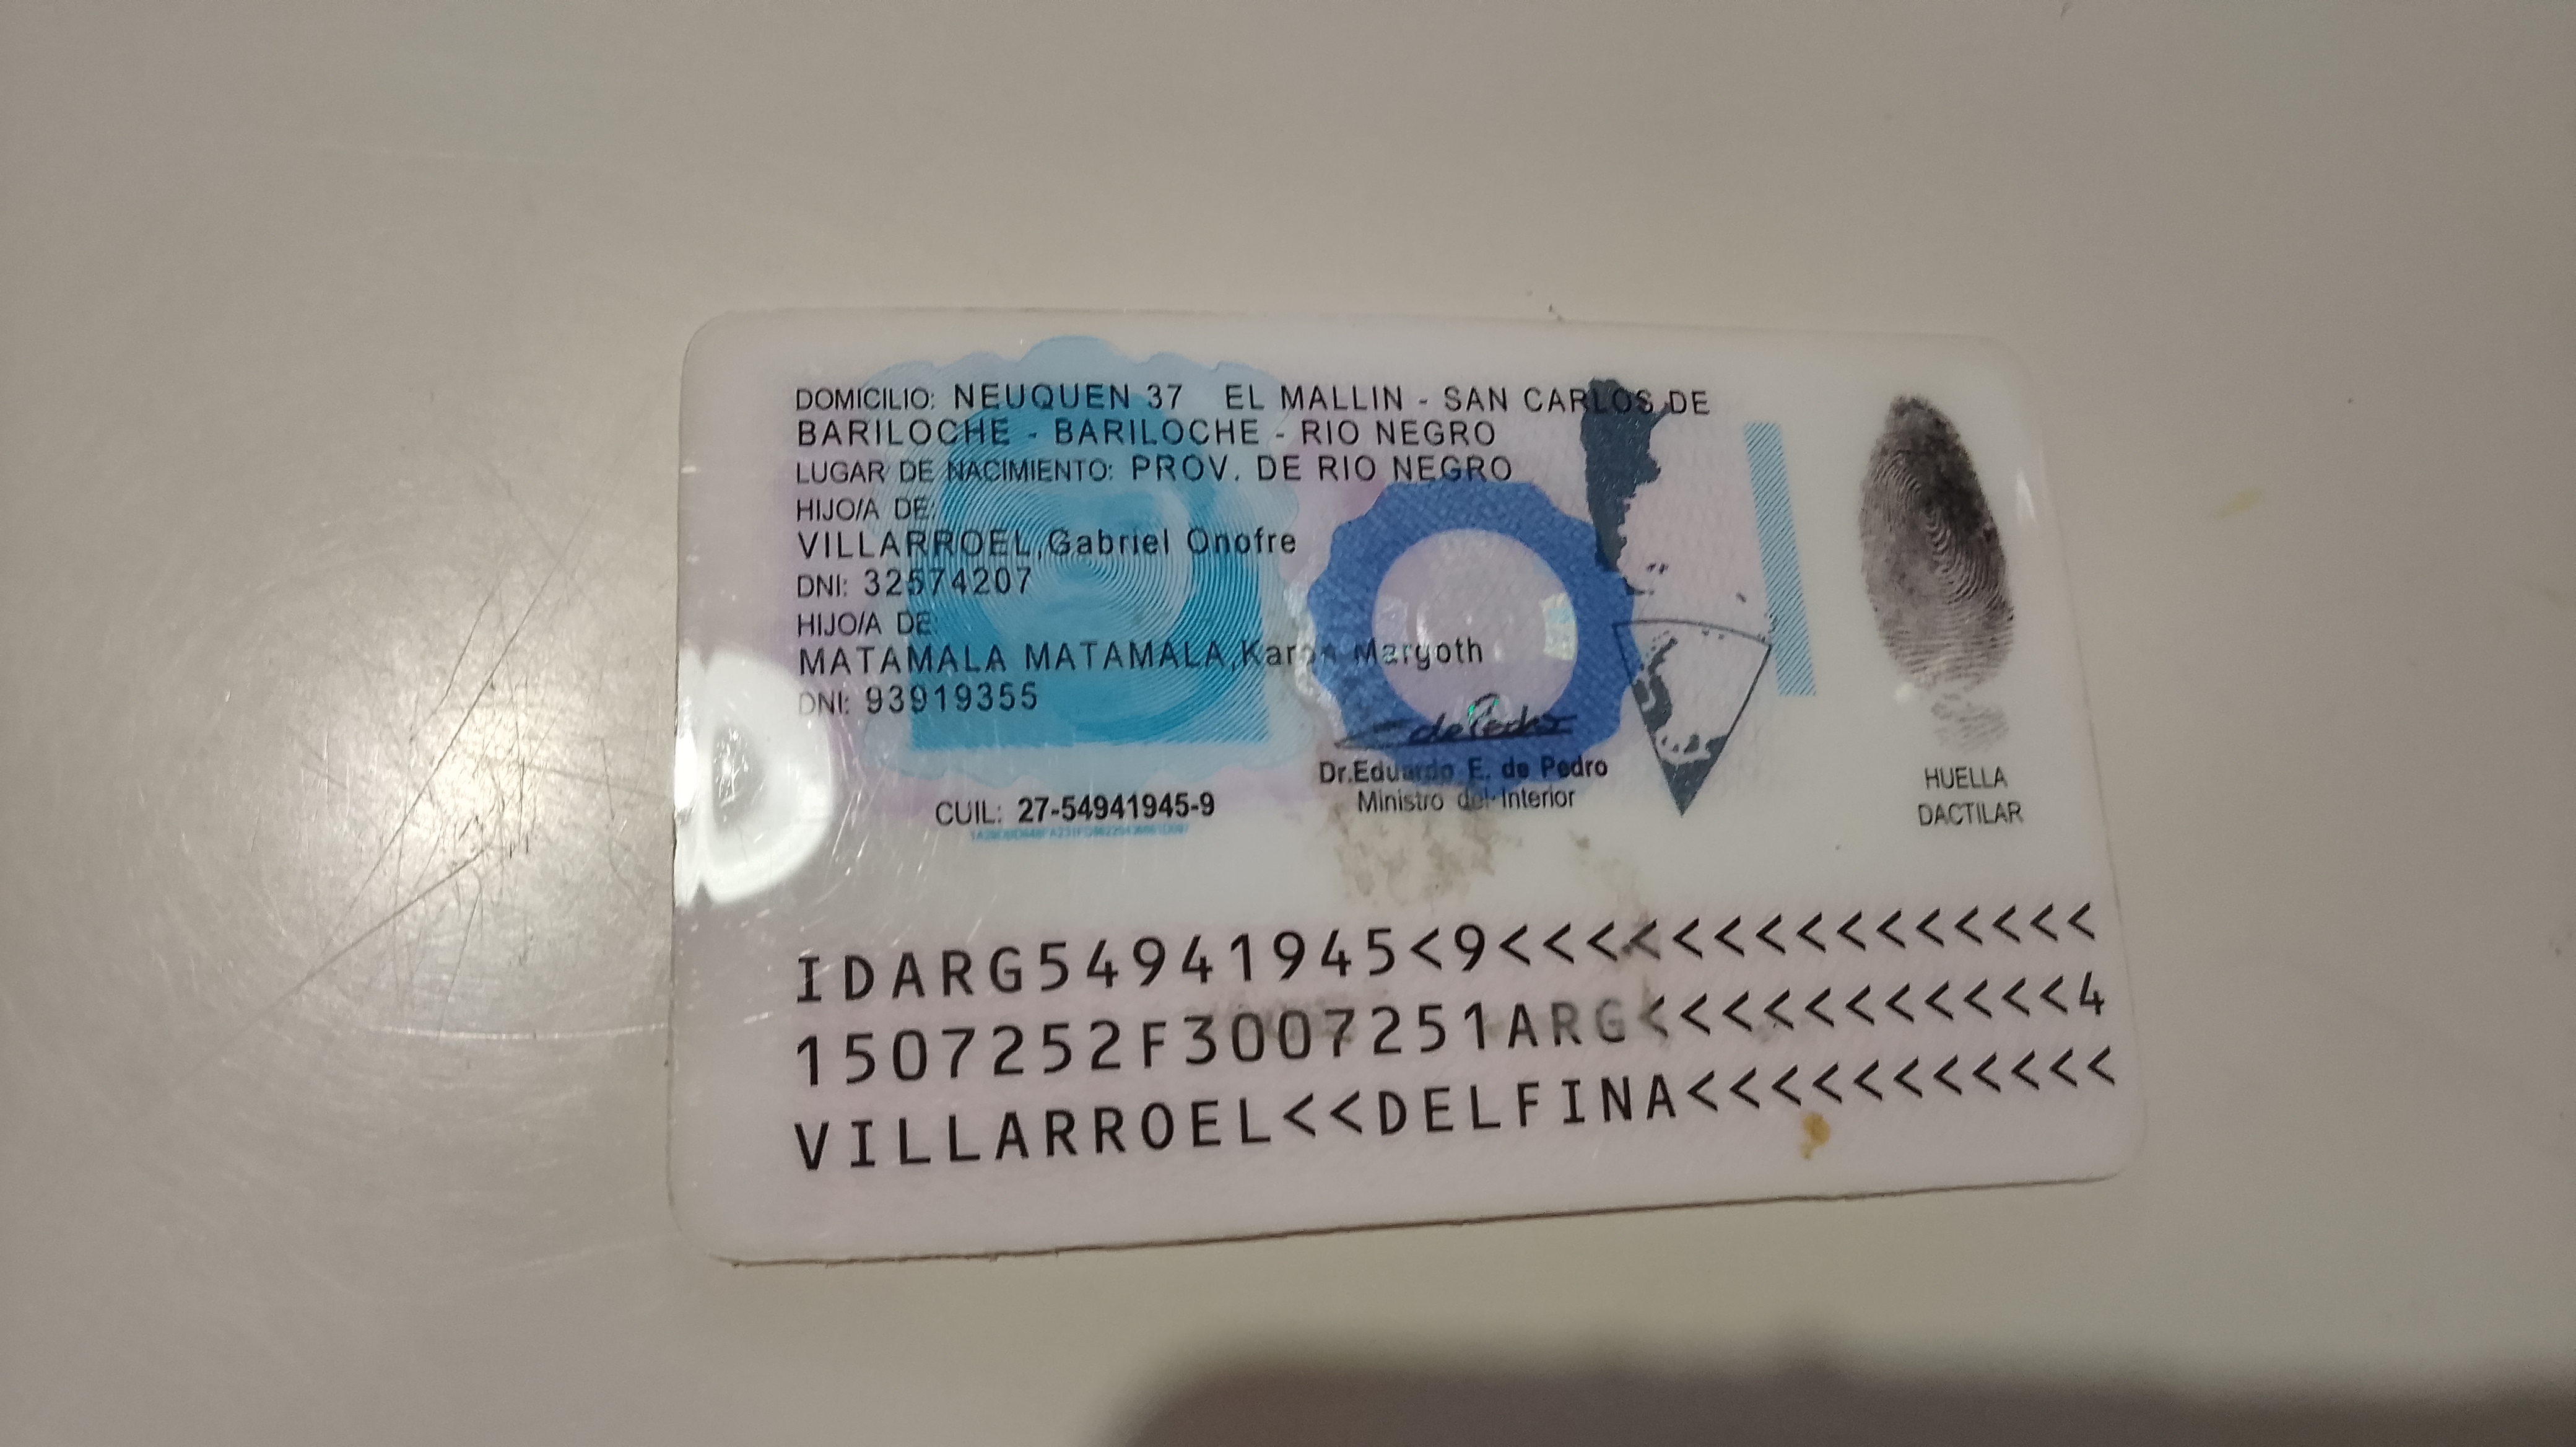 DOMICILIO: NEUQUEN 37 EL MALLIN - SAN CARLOS DE
BARILOCHE - BARILOCHE - RIO NEGRO
LUGAR DE NACIMIENTO: PROV. DE RIO NEGRO
HIJO/A DE:
VILLARROEL,Gabriel Onofre
DNI: 32574207
HIJO/A DE:
MATAMALA MATAMALA, Margoth
DNI: 93919355
Dr.Eduardo E. de Pedro
Ministro del Interior
CUIL: 27-54941945-9
HUELLA
DACTILAR
IDARG54941945<9<<<<<<<<<<<<<<<
1507252F3007251ARG<<<<<<<<<<<4
VILLARROEL<<DELFINA<<<<<<<<<<<